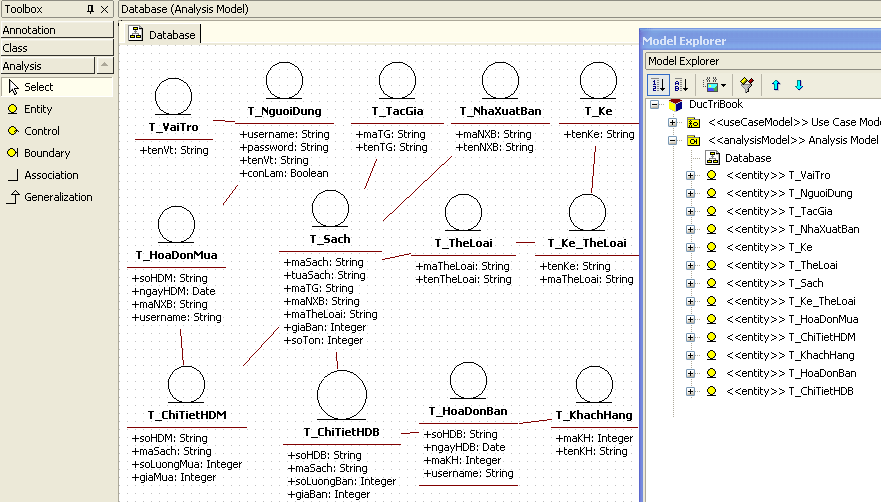 Toolbox
Database (Analysis Model)
Annotation
Class
Analysis
Select
Entity
Control
Boundary
Association
Generalization
Database
T_VaiTro
+tenVt: String
T_NguoiDung
+username: String
+password: String
+tenVt: String
+conLam: Boolean
T_TacGia
+maTG: String
+tenTG: String
T_NhaXuatBan
+maNXB: String
+tenNXB: String
T_Ke
+tenKe: String
T_HoaDonMua
+soHDM: String
+ngayHDM: Date
+maNXB: String
+username: String
T_Sach
+maSach: String
+tuaSach: String
+maTG: String
+maNXB: String
+maTheLoai: String
+giaBan: Integer
+soTon: Integer
T_TheLoai
+maTheLoai: String
+tenTheLoai: String
T_Ke_TheLoai
+tenKe: String
+maTheLoai: String
T_ChiTietHDM
+soHDM: String
+maSach: String
+soLuongMua: Integer
+giaMua: Integer
T_ChiTietHDB
+soHDB: String
+maSach: String
+soLuongBan: Integer
+giaBan: Integer
T_HoaDonBan
+soHDB: String
+ngayHDB: Date
+maKH: Integer
+username: String
T_KhachHang
+maKH: Integer
+tenKH: String
Model Explorer
Model Explorer
DucTriBook
<<useCaseModel>> Use Case Mode
<<analysisModel>> Analysis Model
Database
<<entity>> T_VaiTro
<<entity>> T_NguoiDung
<<entity>> T_TacGia
<<entity>> T_NhaXuatBan
<<entity>> T_Ke
<<entity>> T_TheLoai
<<entity>> T_Sach
<<entity>> T_Ke_TheLoai
<<entity>> T_HoaDonMua
<<entity>> T_ChiTietHDM
<<entity>> T_KhachHang
<<entity>> T_HoaDonBan
<<entity>> T_ChiTietHDB